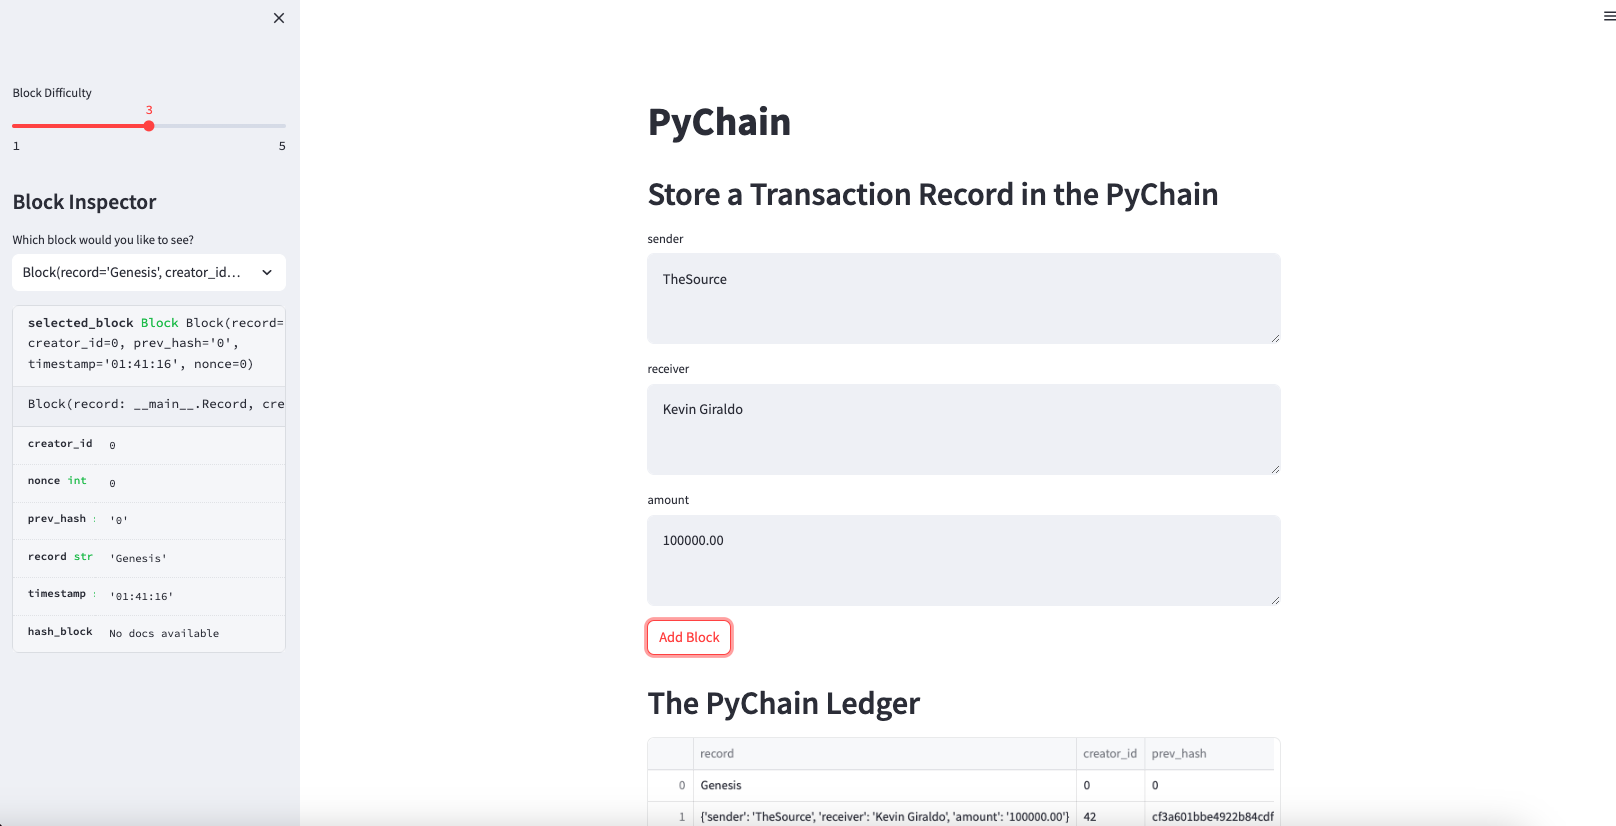 Block Difficulty
3
1 5
Block Inspector
Which block would you like to see?
Block(record='Genesis', creator_id...
selected_block Block Block(record=
creator_id=0, prev_hash='0',
timestamp='01:41:16', nonce=0)
Block(record: __main__.Record, cre
creator_id 0
nonce int 0
prev_hash : '0'
record str 'Genesis'
timestamp : '01:41:16'
hash_block No docs available
PyChain
Store a Transaction Record in the PyChain
sender
TheSource
receiver
Kevin Giraldo
amount
100000.00
Add Block
The PyChain Ledger
record creator_id prev_hash
0 Genesis 0 0
1 {'sender': 'TheSource', 'receiver': 'Kevin Giraldo', 'amount': '100000.00'} 42 cf3a601bbe4922b84cdf